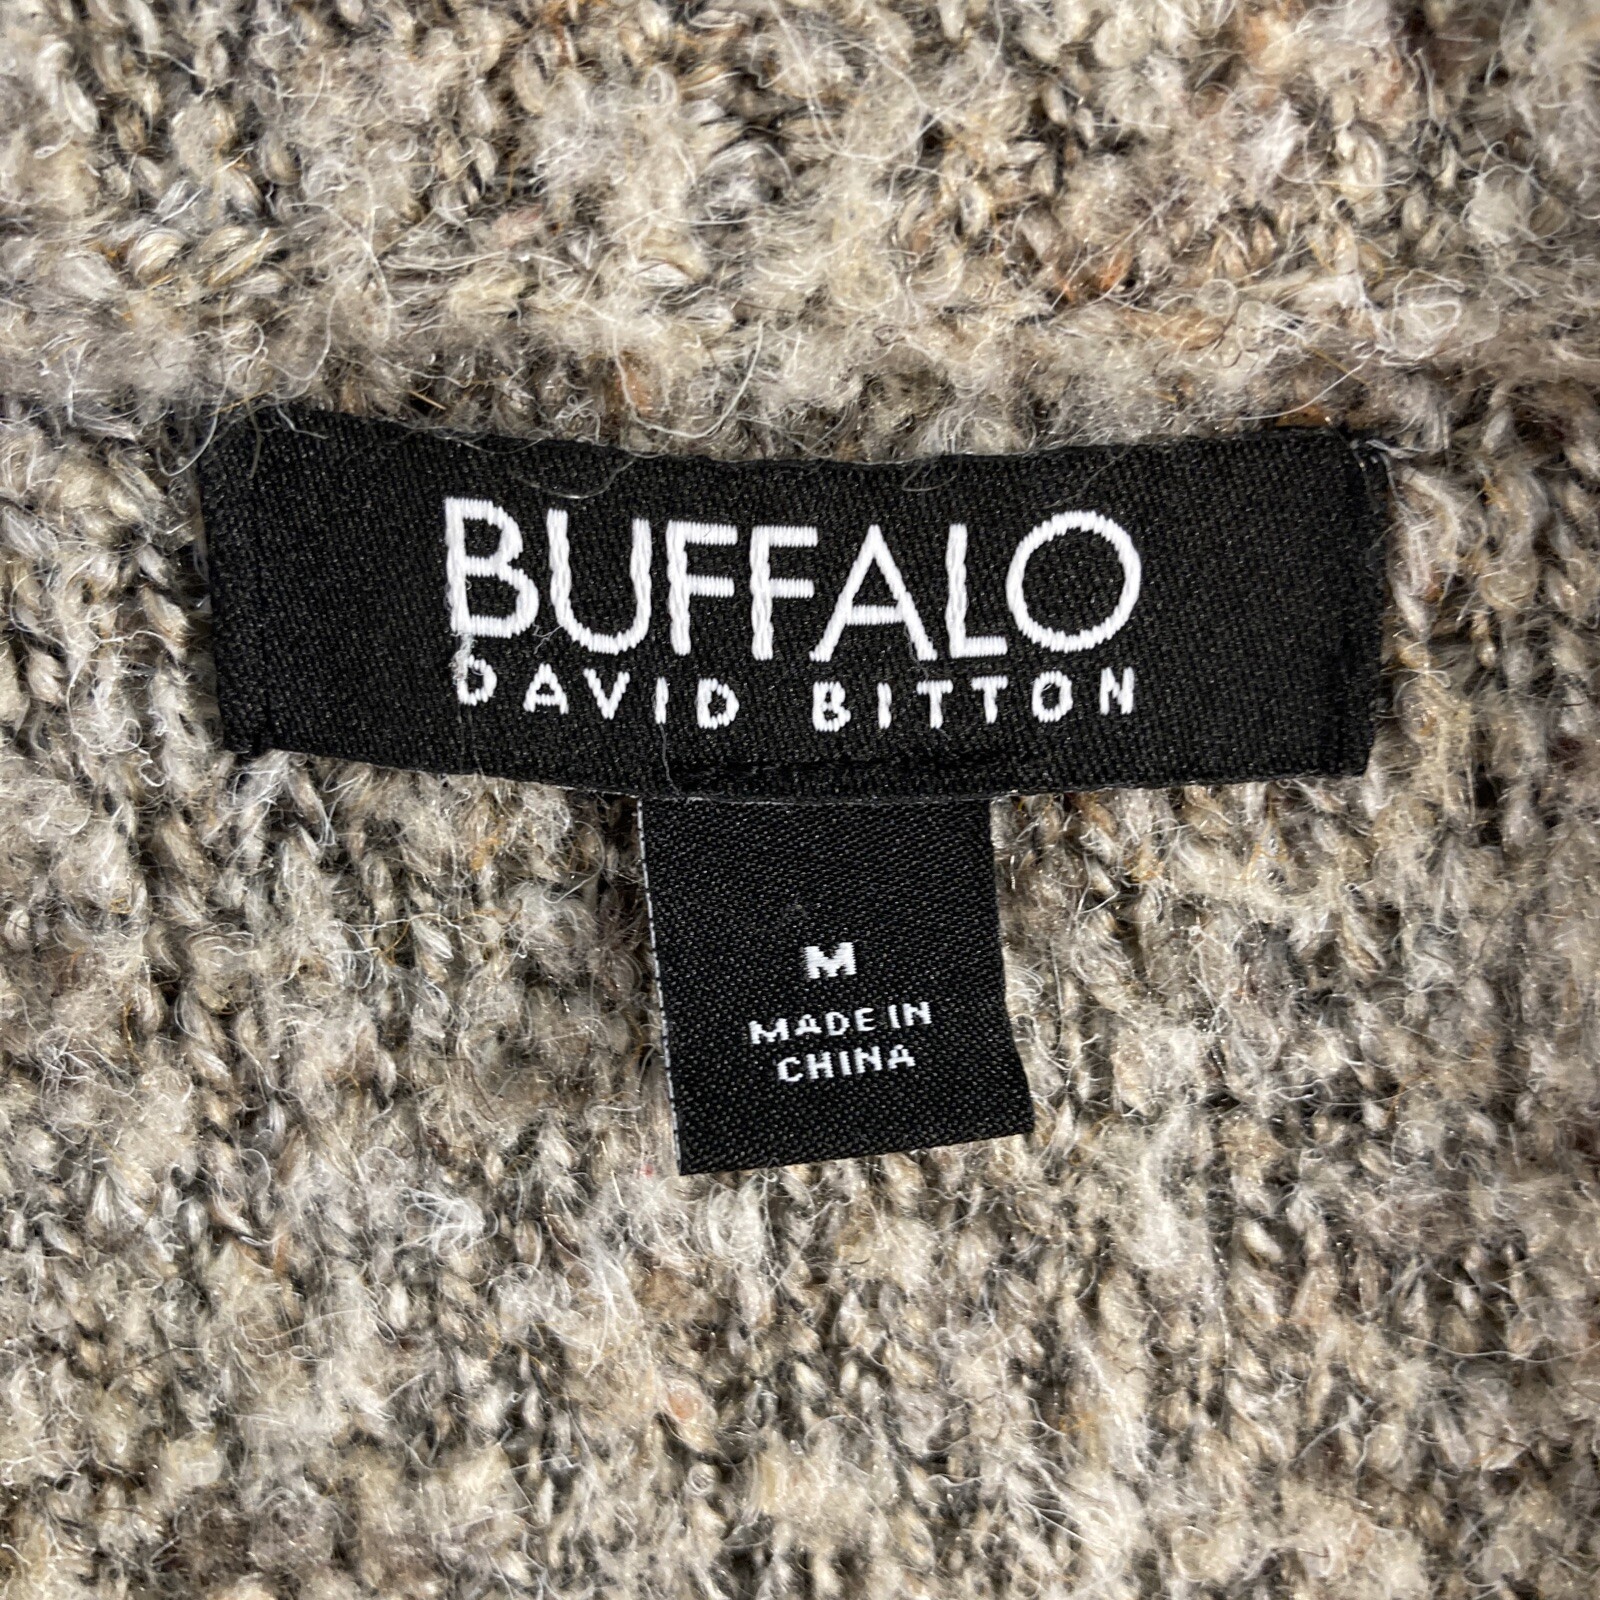 BUFFALO
DAVID BITTON
M
MADE IN
CHINA